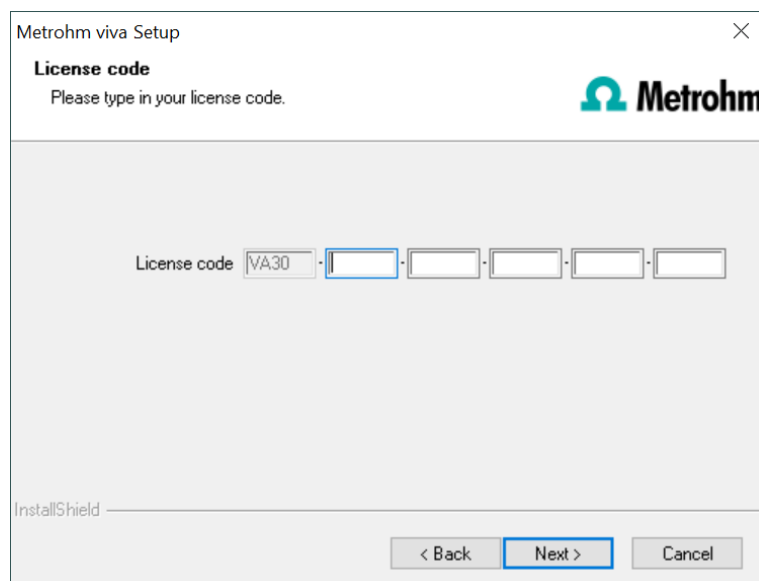 Metrohm viva Setup
License code
Please type in your license code.
Metrohm
License code VA30 - - - - -
InstallShield
< Back Next > Cancel